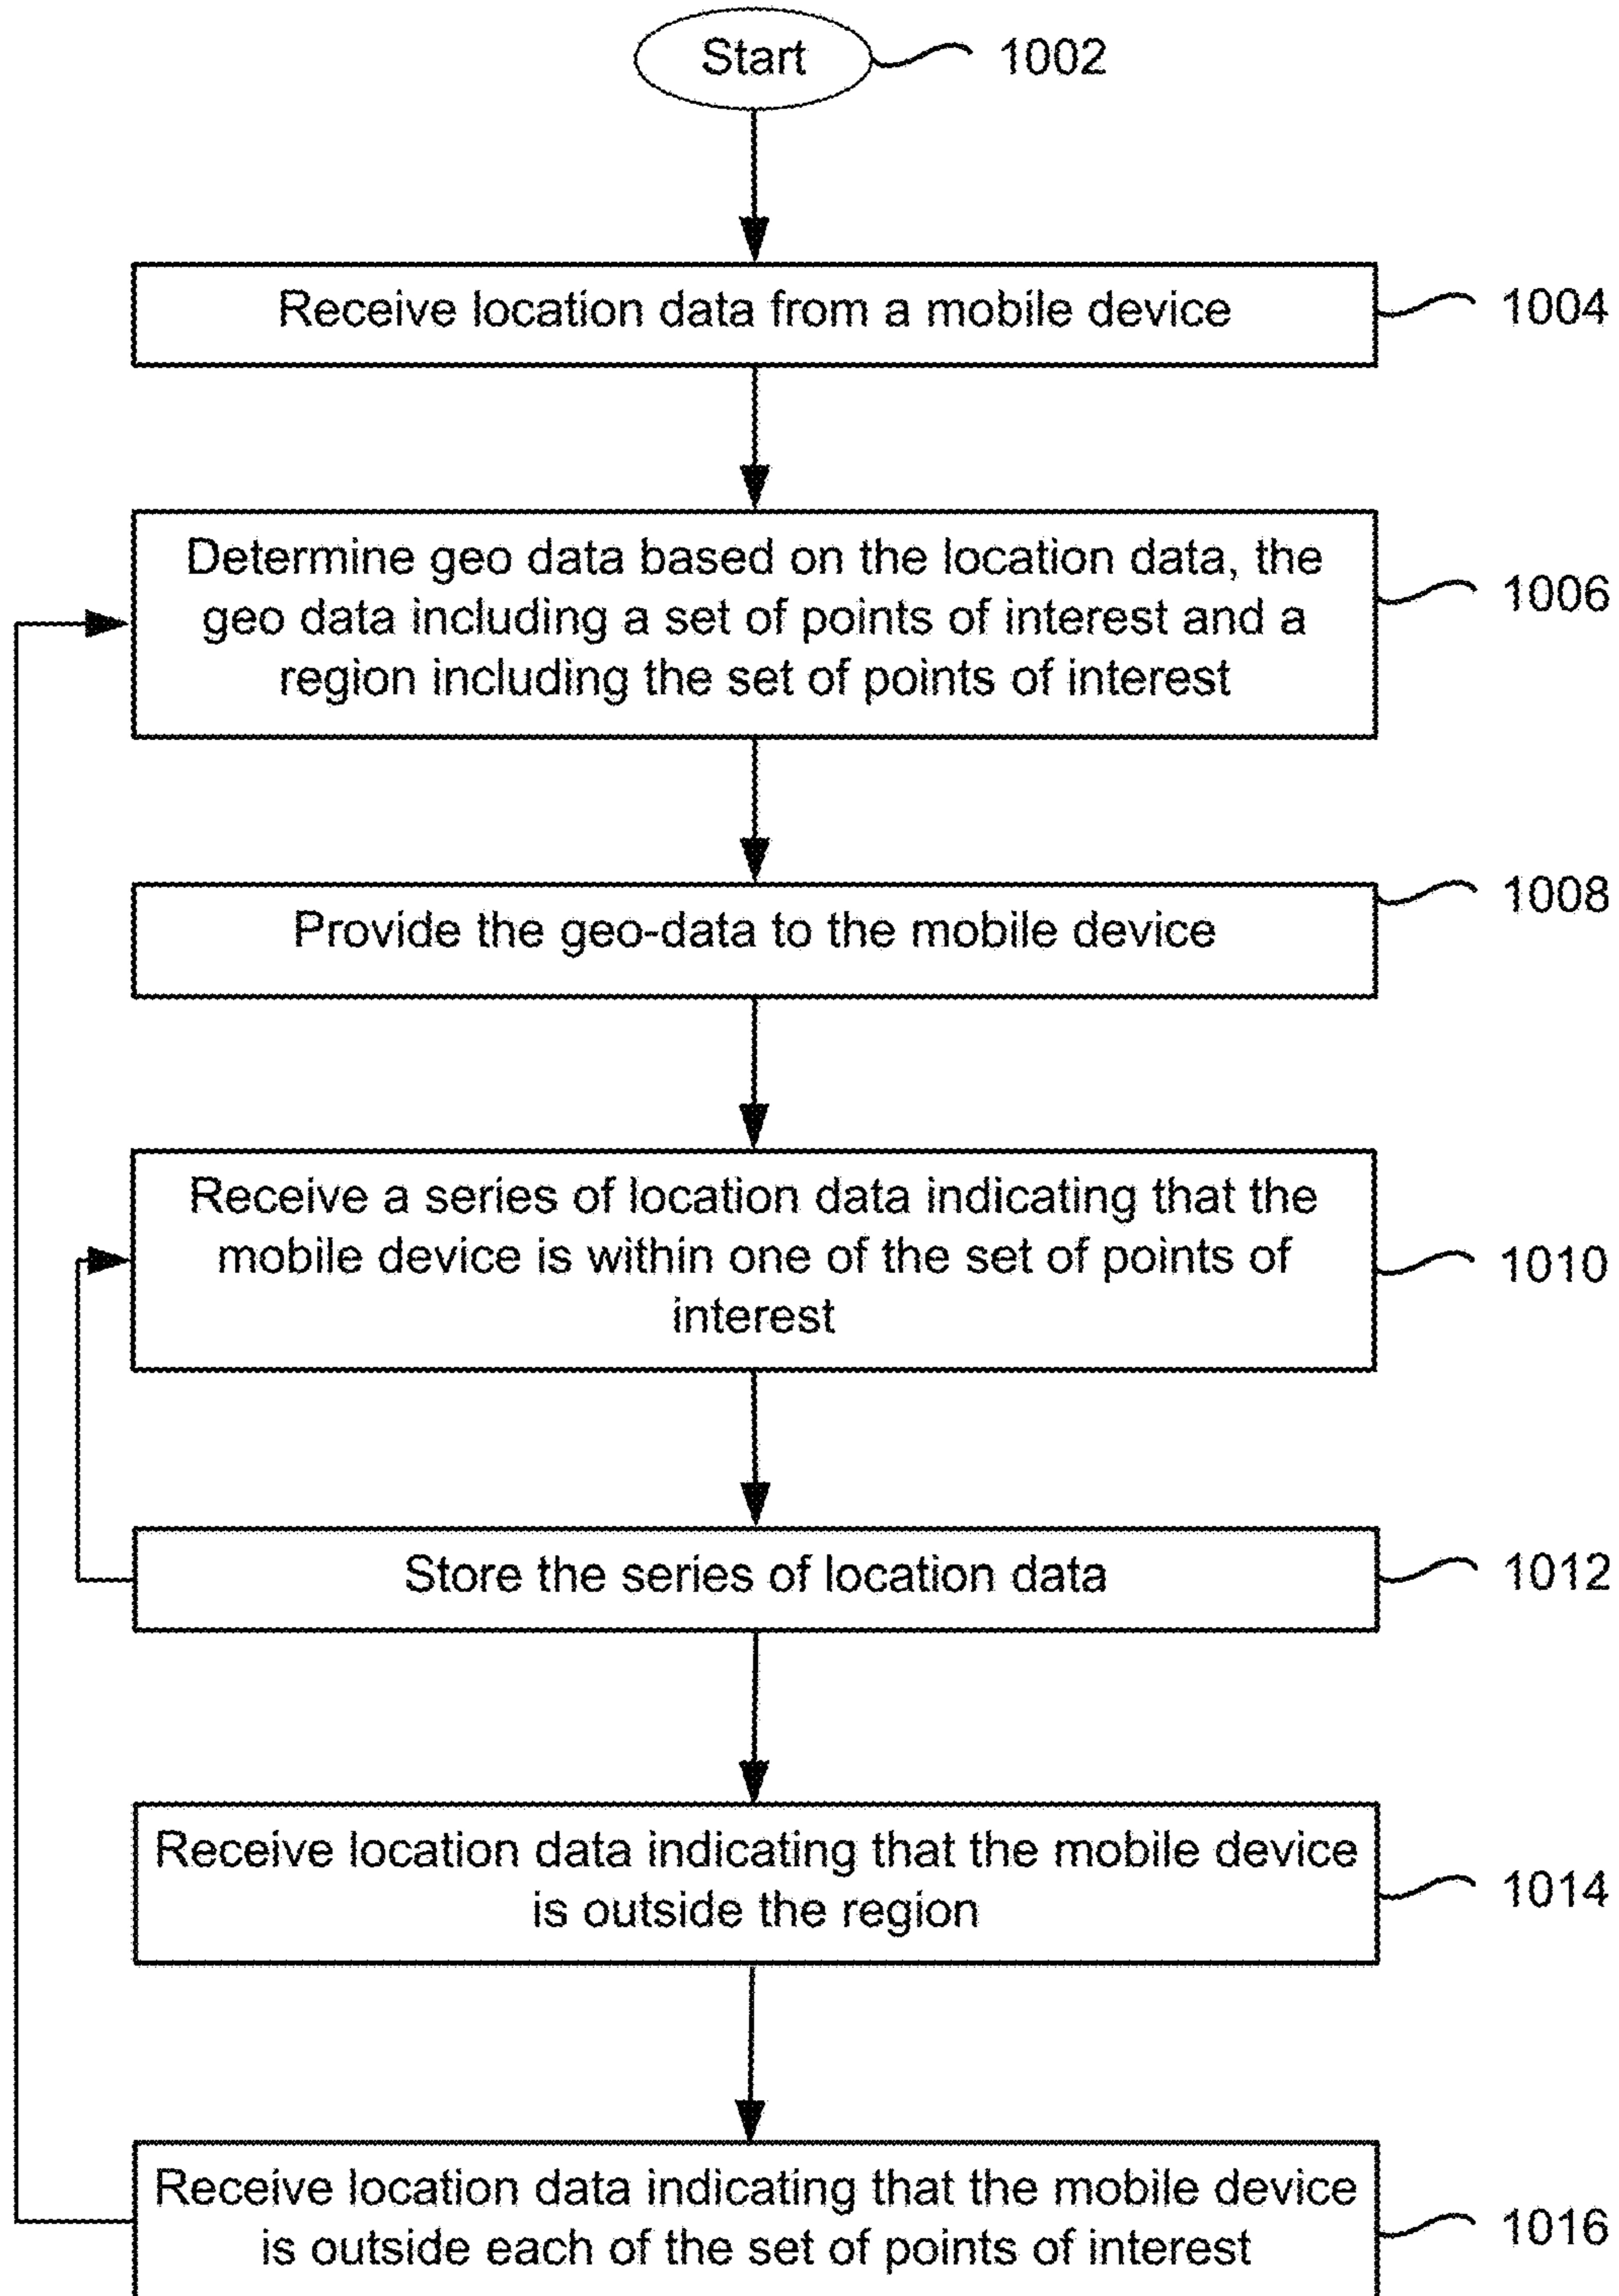 Start
1002
Receive location data from a mobile device
1004
Determine geo data based on the location data, the
geo data including a set of points of interest and a
region including the set of points of interest
1006
Provide the geo-data to the mobile device
1008
Receive a series of location data indicating that the
mobile device is within one of the set of points of
interest
1010
Store the series of location data
1012
Receive location data indicating that the mobile device
is outside the region
1014
Receive location data indicating that the mobile device
is outside each of the set of points of interest
1016